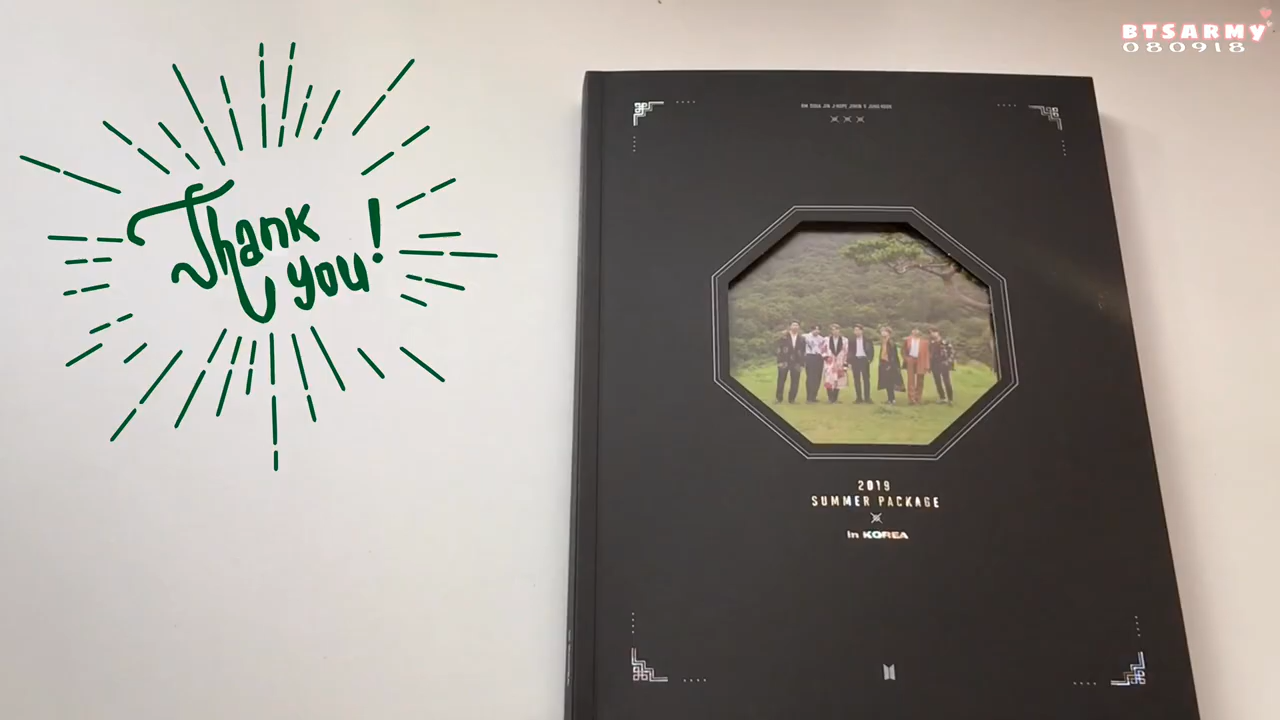 BTSARMY
080918
Thank
you!
RM SUGA JIN J-HOPE JIMIN V JUNG KOOK
2019
SUMMER PACKAGE
In KOREA